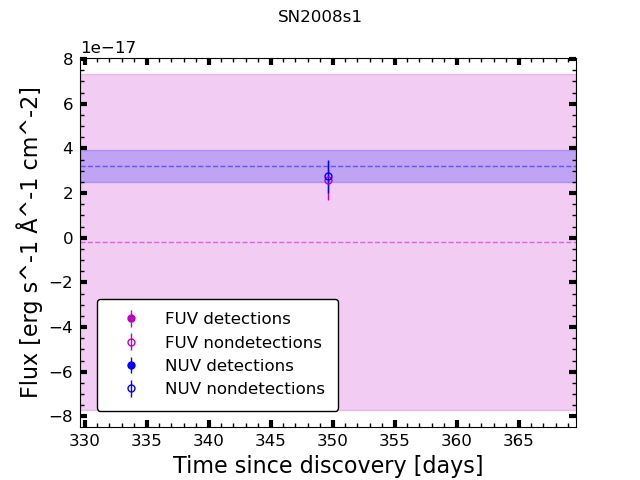 SN2008s1
1e−17
8
6
4
2
0
−2
−4
−6
−8
Flux [erg s^-1 Å^-1 cm^-2]
FUV detections
FUV nondetections
NUV detections
NUV nondetections
330 335 340 345 350 355 360 365
Time since discovery [days]